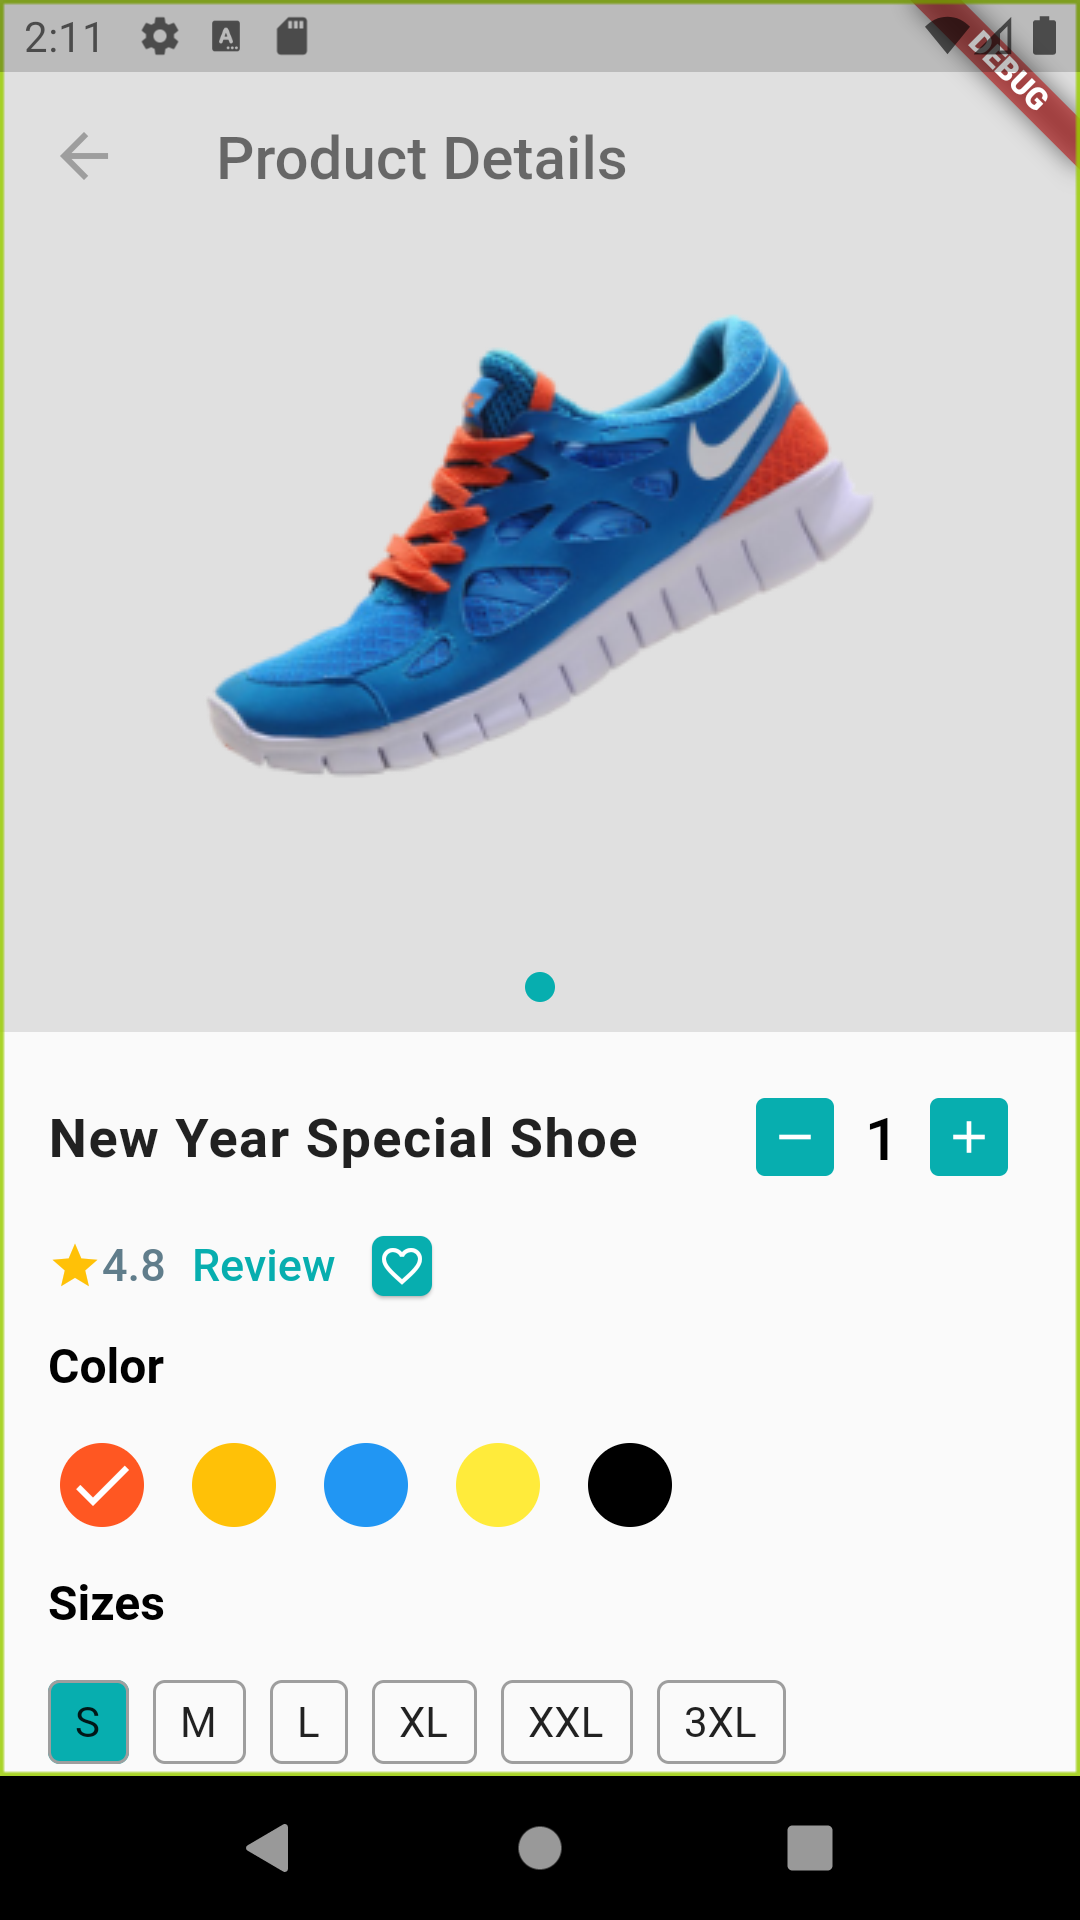 2:11
A
DEBUG
Product Details
New Year Special Shoe
1
4.8 Review
Color
Sizes
S M L XL XXL 3XL